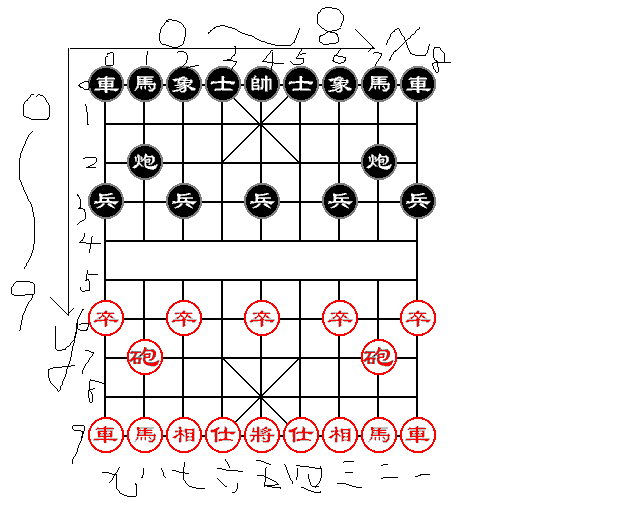 0 ~ 8 x
0 1 2 3 4 5 6 7 8
0 車 馬 象 士 帥 士 象 馬 車
1
2 炮 炮
3 兵 兵 兵 兵 兵
4
5
6 卒 卒 卒 卒 卒
7 砲 砲
8
9 車 馬 相 仕 將 仕 相 馬 車
九 八 七 六 五 四 三 二 一
0 ~ 9 y